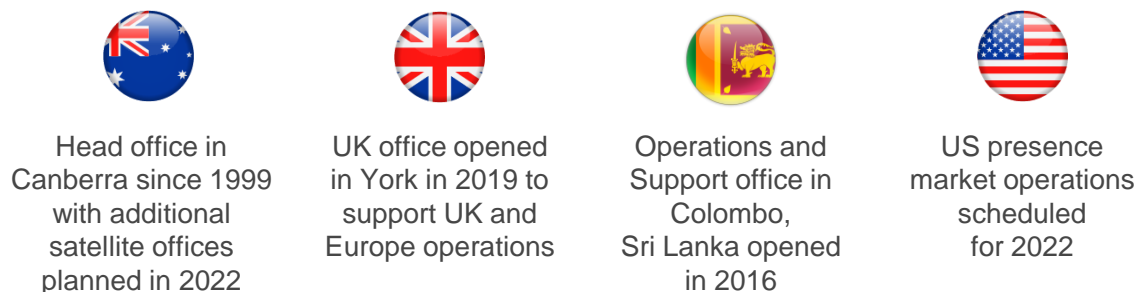 Head office in
Canberra since 1999
with additional
satellite offices
planned in 2022
UK office opened
in York in 2019 to
support UK and
Europe operations
Operations and
Support office in
Colombo,
Sri Lanka opened
in 2016
US presence
market operations
scheduled
for 2022